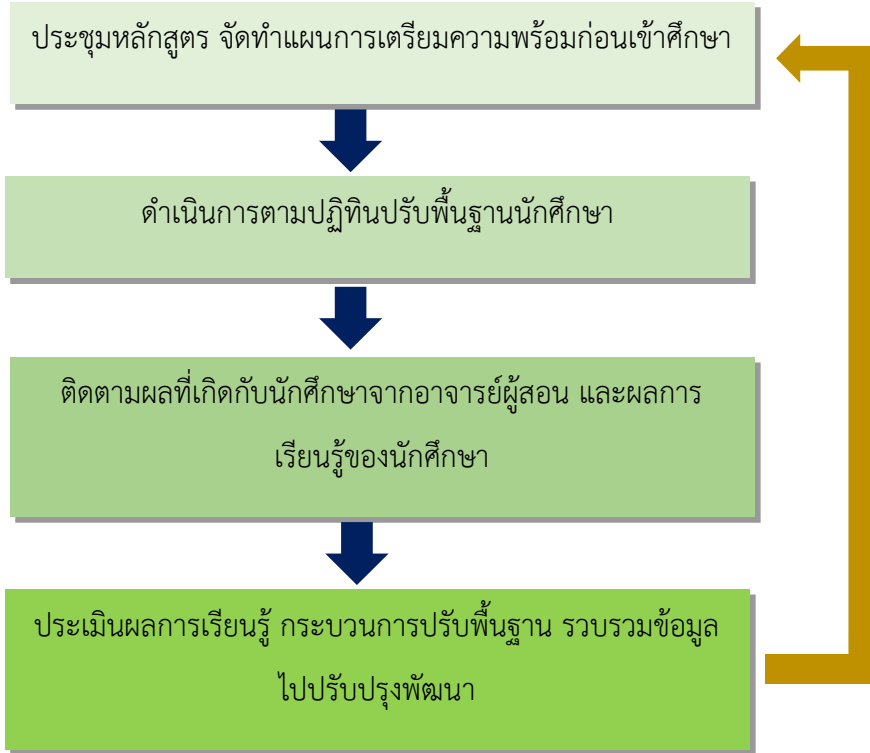 ประชุมหลักสูตร จัดทำแผนการเตรียมความพร้อมก่อนเข้าศึกษา
ดำเนินการตามปฏิทินปรับพื้นฐานนักศึกษา
ติดตามผลที่เกิดกับนักศึกษาจากอาจารย์ผู้สอน และผลการ
เรียนรู้ของนักศึกษา
ประเมินผลการเรียนรู้ กระบวนการปรับพื้นฐาน รวบรวมข้อมูล
ไปปรับปรุงพัฒนา